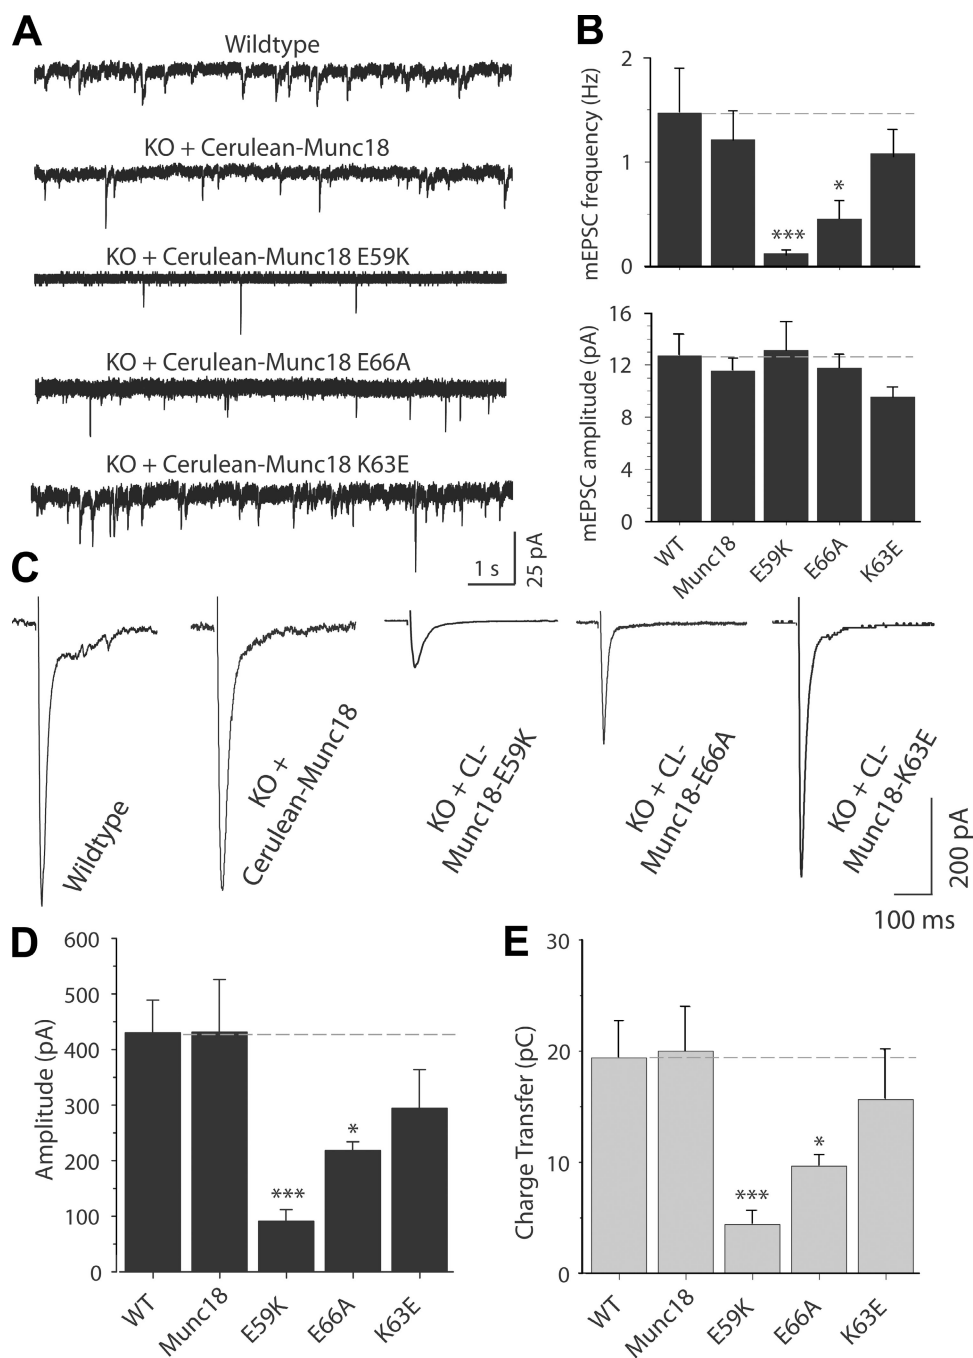 A
Wildtype
KO + Cerulean-Munc18
KO + Cerulean-Munc18 E59K
KO + Cerulean-Munc18 E66A
KO + Cerulean-Munc18 K63E
1 s
25 pA
B
mEPSC frequency (Hz)
2
1
0
***
*
mEPSC amplitude (pA)
16
12
8
4
0
WT
Munc18
E59K
E66A
K63E
C
Wildtype
KO +
Cerulean-Munc18
KO + CL-
Munc18-E59K
KO + CL-
Munc18-E66A
KO + CL-
Munc18-K63E
200 pA
100 ms
D
Amplitude (pA)
600
500
400
300
200
100
0
***
*
WT
Munc18
E59K
E66A
K63E
E
Charge Transfer (pC)
30
20
10
0
***
*
WT
Munc18
E59K
E66A
K63E